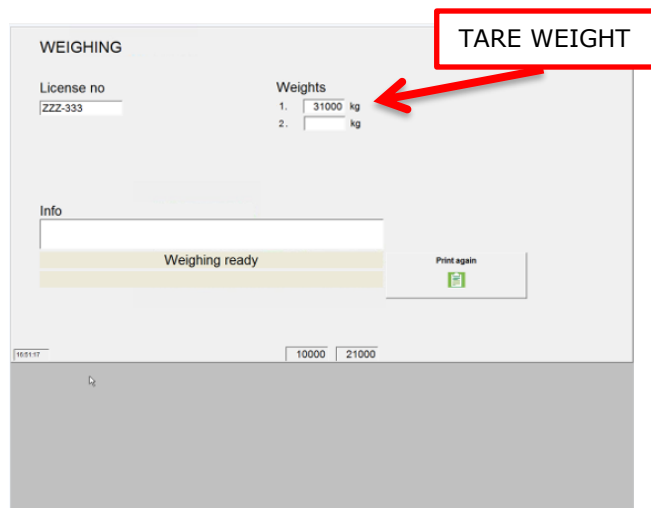 TARE WEIGHT
WEIGHING
License no
Weights
ZZZ-333
1. 31000 kg
2. kg
Info
Weighing ready
Print again
16:51:17
10000 21000